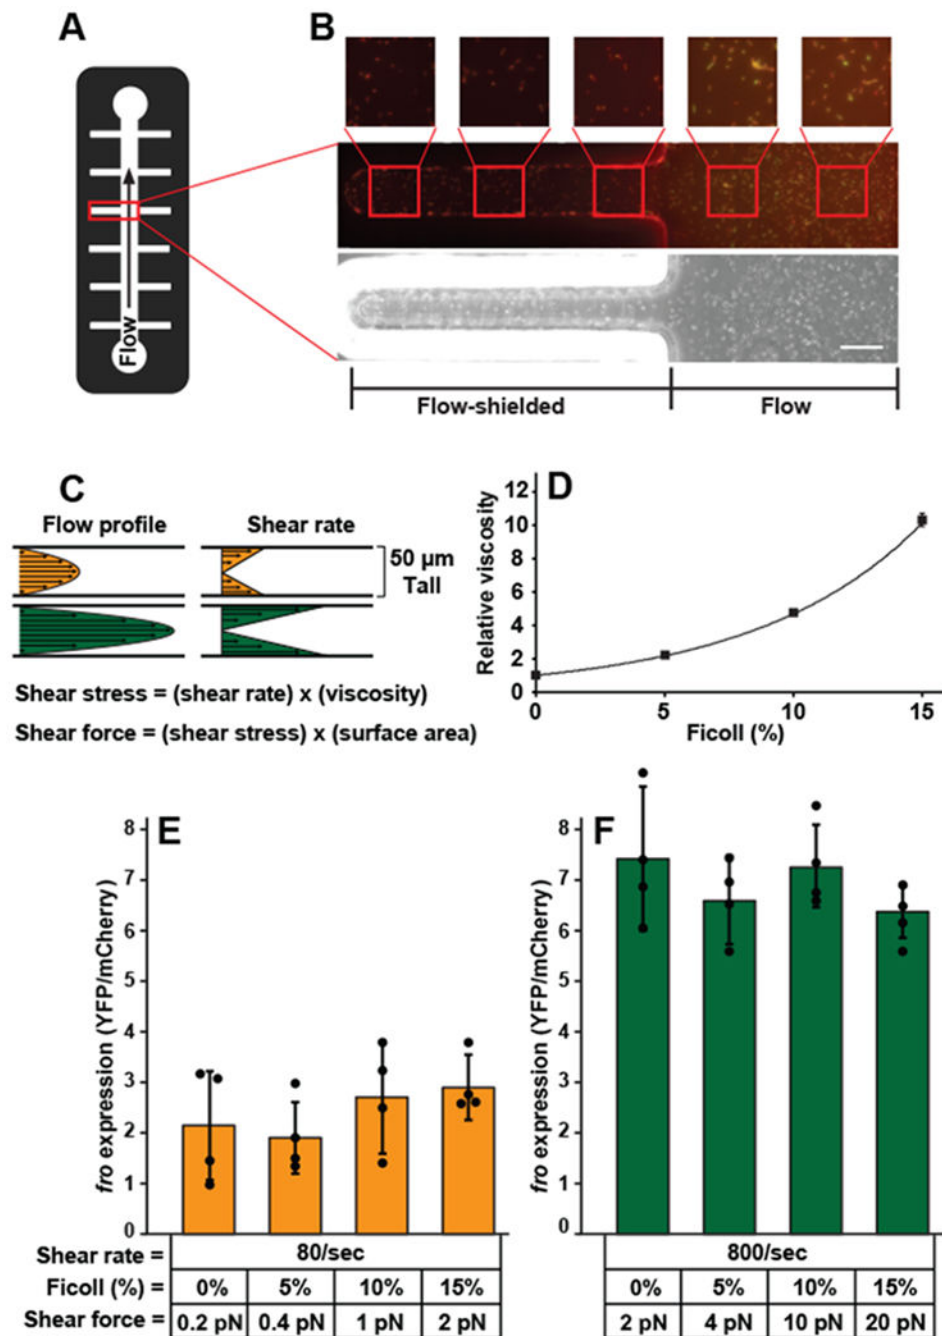 A
Flow
B
Flow-shielded
Flow
C
Flow profile
Shear rate
50 µm
Tall
Shear stress = (shear rate) x (viscosity)
Shear force = (shear stress) x (surface area)
D
Relative viscosity
12
10
8
6
4
2
0
0
5
10
15
Ficoll (%)
E
fro expression (YFP/mCherry)
8
7
6
5
4
3
2
1
0
Shear rate = 80/sec
Ficoll (%) = 0% 5% 10% 15%
Shear force = 0.2 pN 0.4 pN 1 pN 2 pN
F
fro expression (YFP/mCherry)
8
7
6
5
4
3
2
1
0
800/sec
0% 5% 10% 15%
2 pN 4 pN 10 pN 20 pN